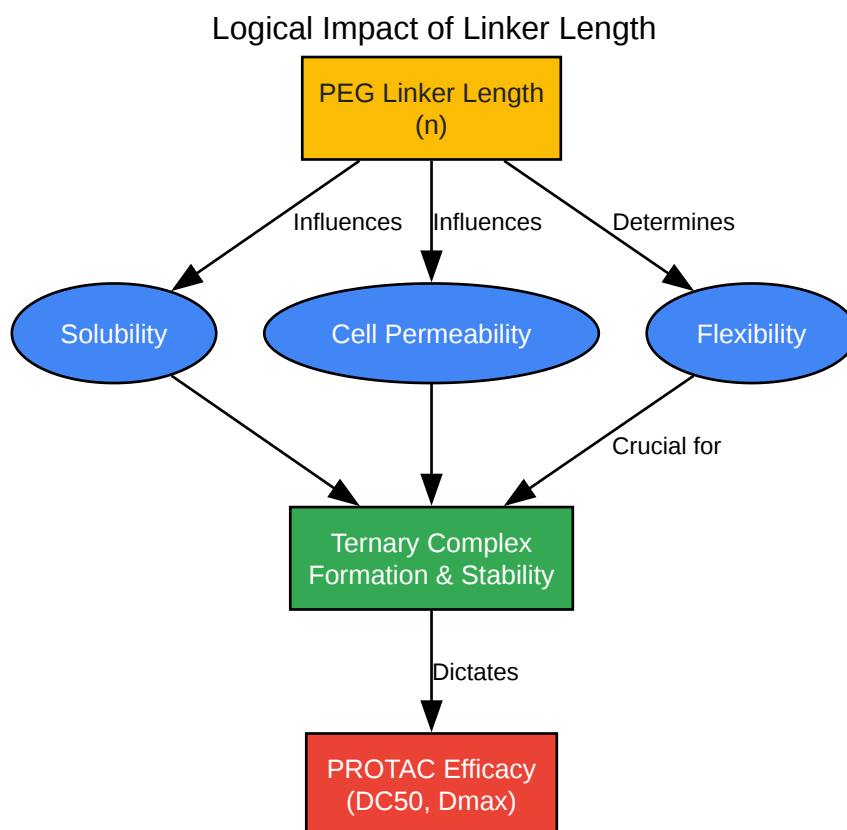 Logical Impact of Linker Length
PEG Linker Length
(n)
Influences
Influences
Determines
Solubility
Cell Permeability
Flexibility
Crucial for
Ternary Complex
Formation & Stability
Dictates
PROTAC Efficacy
(DC50, Dmax)